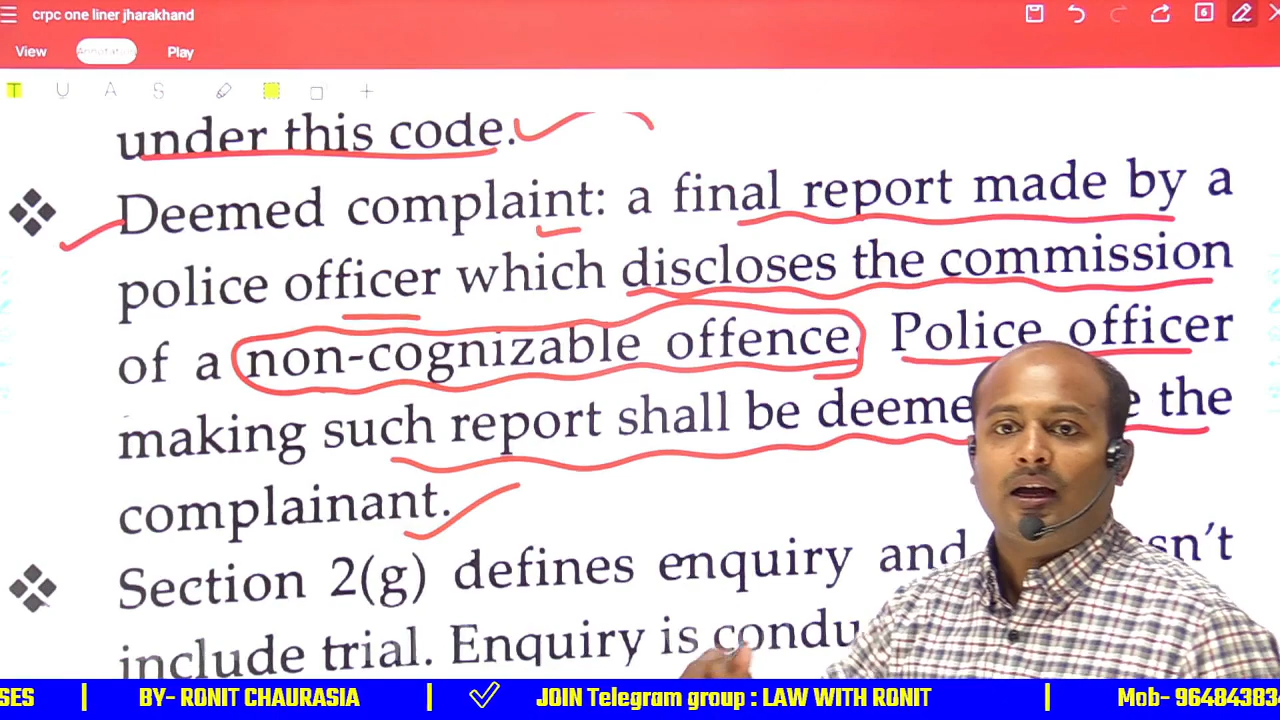 crpc one liner jharakhand
6
View Annotation Play
T U A S
under this code.
Deemed complaint: a final report made by a
police officer which discloses the commission
of a non-cognizable offence. Police officer
making such report shall be deeme the
complainant.
Section 2(g) defines enquiry and sn't
include trial. Enquiry is condu
SES | BY- RONIT CHAURASIA | JOIN Telegram group : LAW WITH RONIT | Mob- 96484383